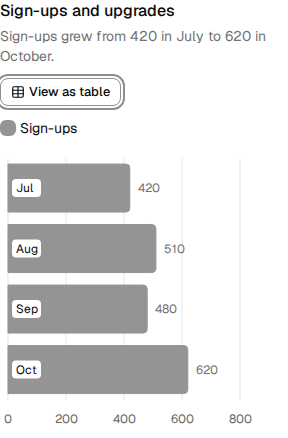 Sign-ups and upgrades
Sign-ups grew from 420 in July to 620 in
October.
View as table
Sign-ups
Jul 420
Aug 510
Sep 480
Oct 620
0 200 400 600 800